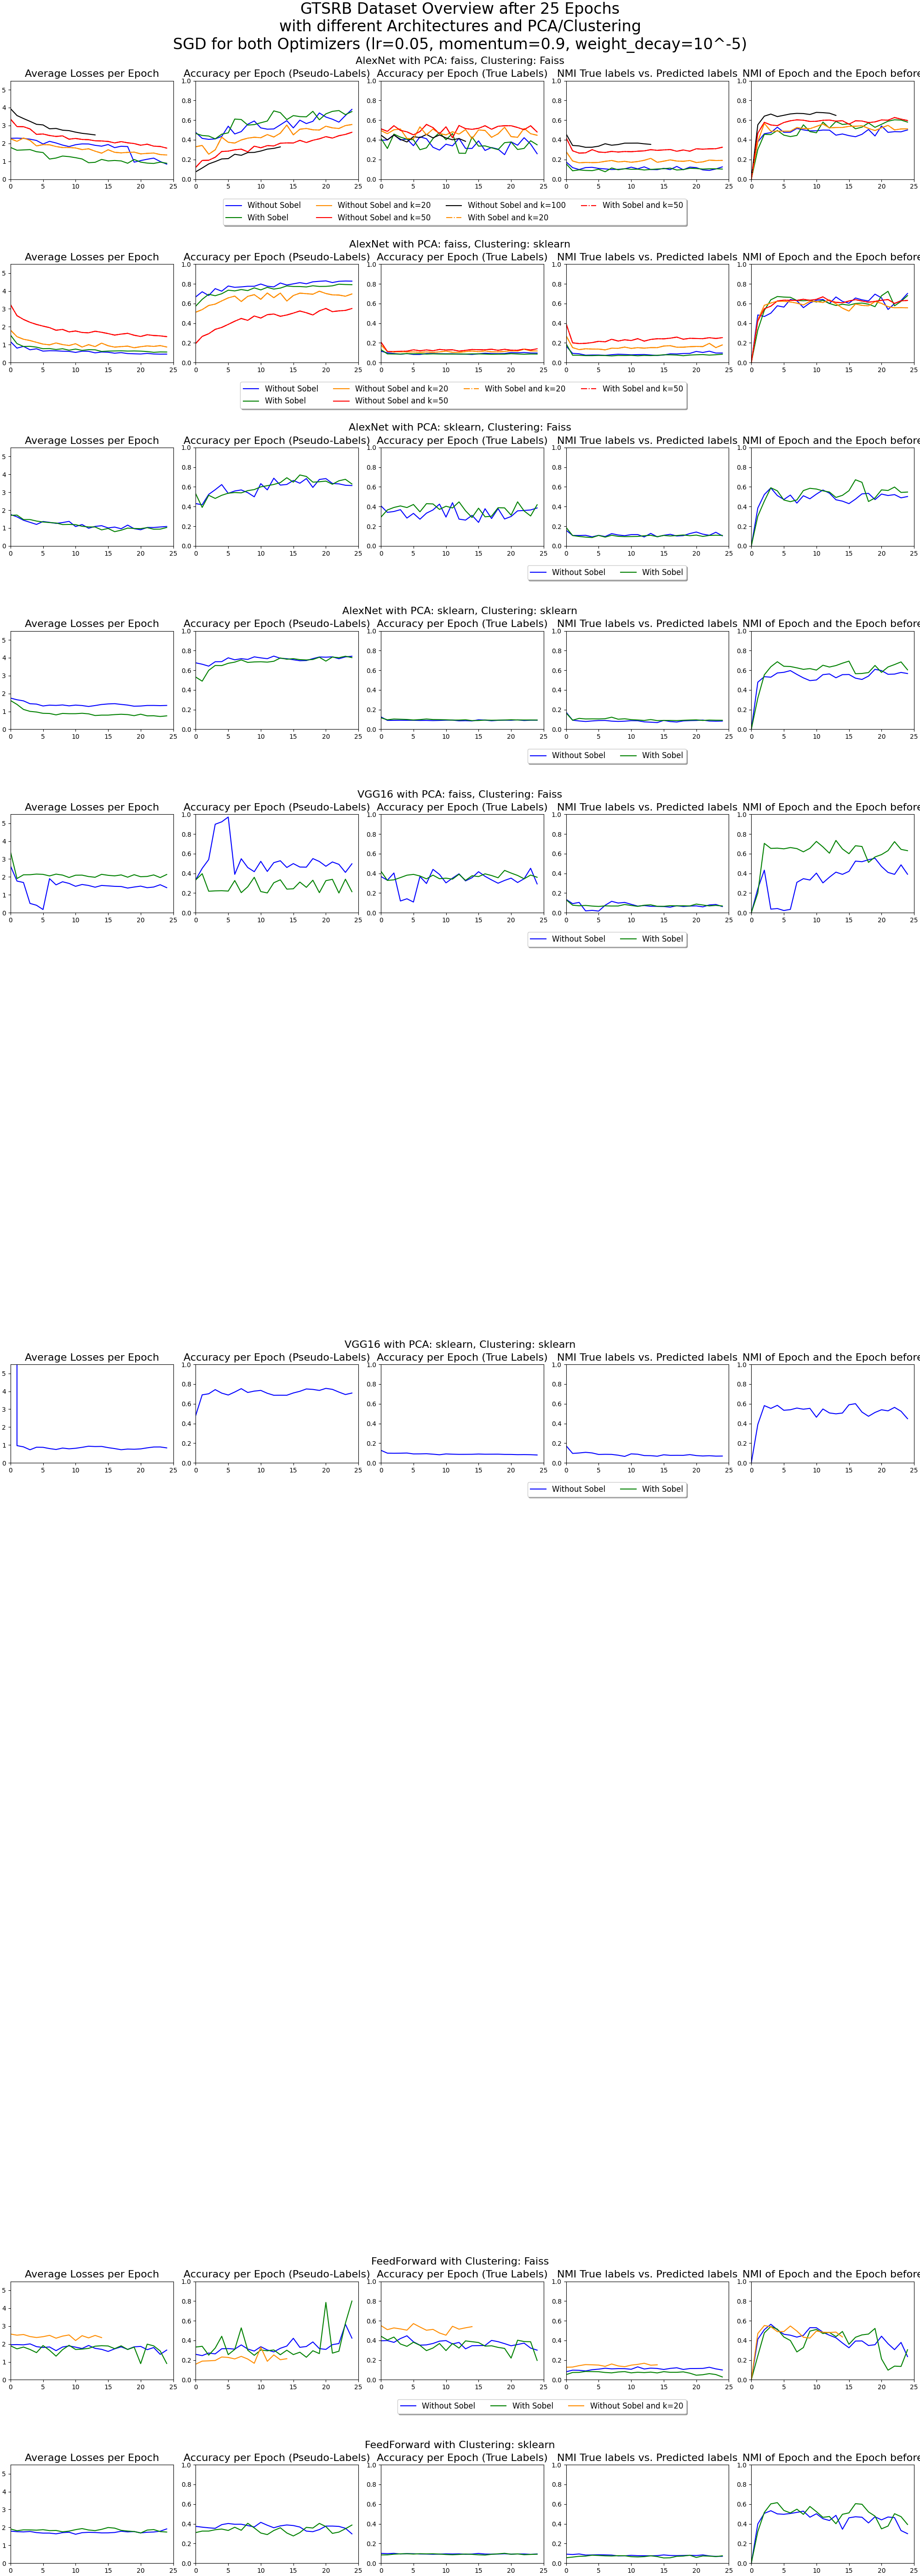 GTSRB Dataset Overview after 25 Epochs
with different Architectures and PCA/Clustering
SGD for both Optimizers (lr=0.05, momentum=0.9, weight_decay=10^-5)
AlexNet with PCA: faiss, Clustering: Faiss
Average Losses per Epoch
Accuracy per Epoch (Pseudo-Labels)
Accuracy per Epoch (True Labels)
NMI True labels vs. Predicted labels
NMI of Epoch and the Epoch before
Without Sobel
With Sobel
Without Sobel and k=20
Without Sobel and k=50
Without Sobel and k=100
With Sobel and k=20
With Sobel and k=50
AlexNet with PCA: faiss, Clustering: sklearn
Average Losses per Epoch
Accuracy per Epoch (Pseudo-Labels)
Accuracy per Epoch (True Labels)
NMI True labels vs. Predicted labels
NMI of Epoch and the Epoch before
Without Sobel
With Sobel
Without Sobel and k=20
Without Sobel and k=50
With Sobel and k=20
With Sobel and k=50
AlexNet with PCA: sklearn, Clustering: Faiss
Average Losses per Epoch
Accuracy per Epoch (Pseudo-Labels)
Accuracy per Epoch (True Labels)
NMI True labels vs. Predicted labels
NMI of Epoch and the Epoch before
Without Sobel
With Sobel
AlexNet with PCA: sklearn, Clustering: sklearn
Average Losses per Epoch
Accuracy per Epoch (Pseudo-Labels)
Accuracy per Epoch (True Labels)
NMI True labels vs. Predicted labels
NMI of Epoch and the Epoch before
Without Sobel
With Sobel
VGG16 with PCA: faiss, Clustering: Faiss
Average Losses per Epoch
Accuracy per Epoch (Pseudo-Labels)
Accuracy per Epoch (True Labels)
NMI True labels vs. Predicted labels
NMI of Epoch and the Epoch before
Without Sobel
With Sobel
VGG16 with PCA: sklearn, Clustering: sklearn
Average Losses per Epoch
Accuracy per Epoch (Pseudo-Labels)
Accuracy per Epoch (True Labels)
NMI True labels vs. Predicted labels
NMI of Epoch and the Epoch before
Without Sobel
With Sobel
FeedForward with Clustering: Faiss
Average Losses per Epoch
Accuracy per Epoch (Pseudo-Labels)
Accuracy per Epoch (True Labels)
NMI True labels vs. Predicted labels
NMI of Epoch and the Epoch before
Without Sobel
With Sobel
Without Sobel and k=20
FeedForward with Clustering: sklearn
Average Losses per Epoch
Accuracy per Epoch (Pseudo-Labels)
Accuracy per Epoch (True Labels)
NMI True labels vs. Predicted labels
NMI of Epoch and the Epoch before